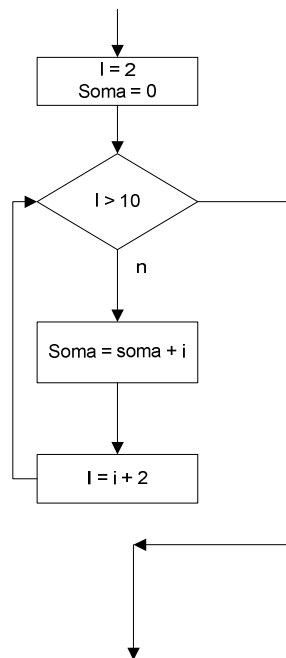 I = 2
Soma = 0
I > 10
n
Soma = soma + i
I = i + 2